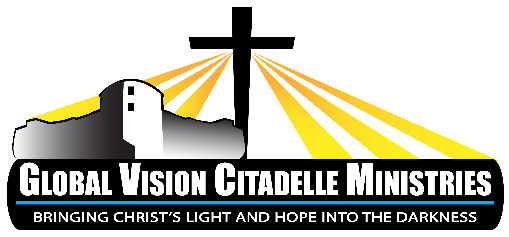 GLOBAL VISION CITADELLE MINISTRIES
BRINGING CHRIST'S LIGHT AND HOPE INTO THE DARKNESS